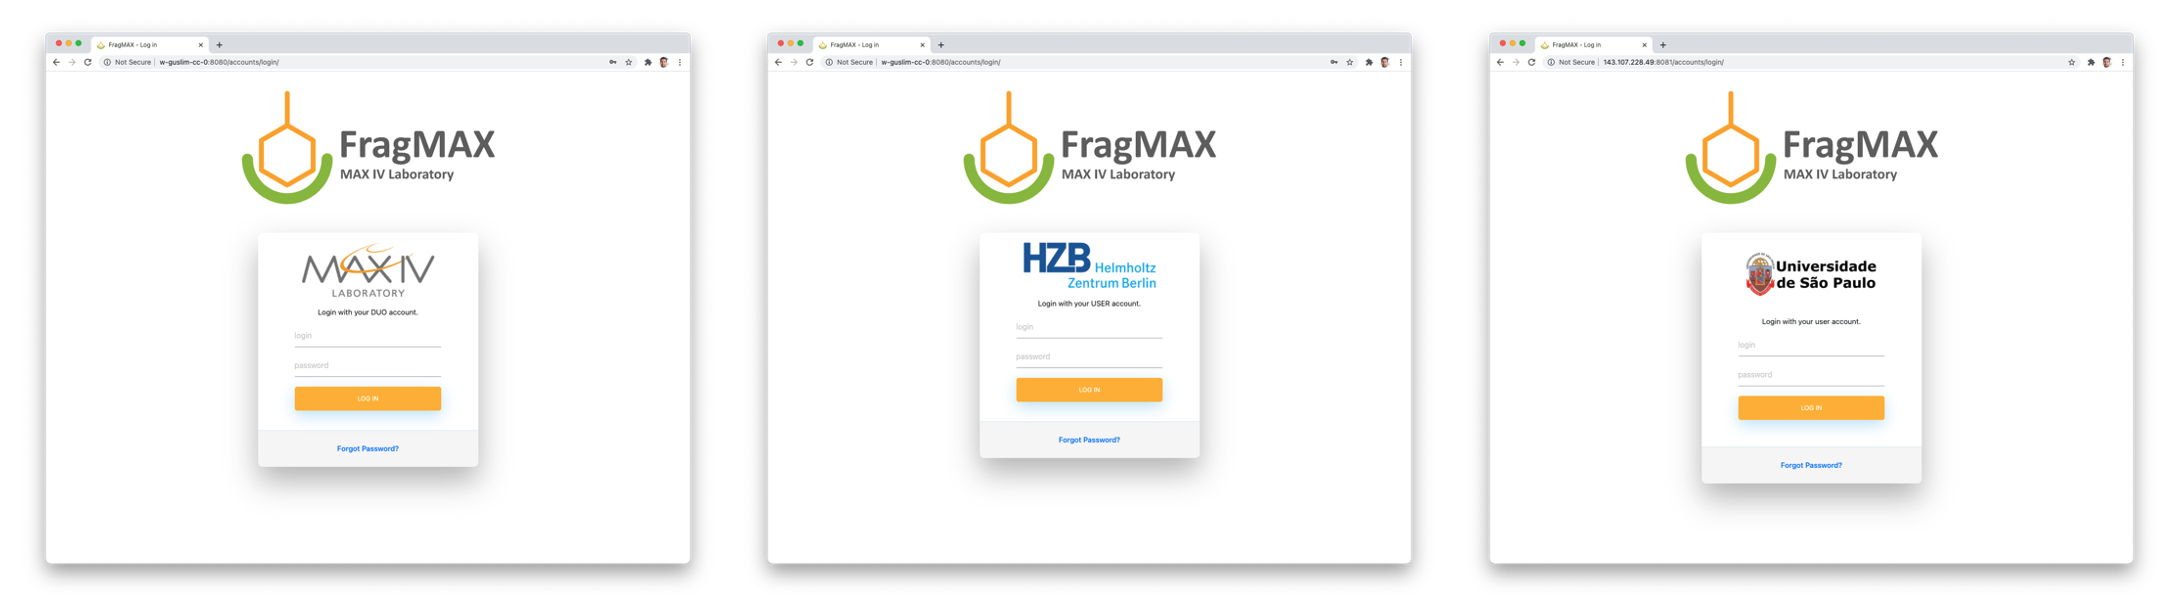 FragMAX - Log in
Not Secure | w-guslim-cc-0:8080/accounts/login/
FragMAX
MAX IV Laboratory
MAX IV
LABORATORY
Login with your DUO account.
login
password
LOG IN
Forgot Password?
FragMAX - Log in
Not Secure | w-guslim-cc-0:8080/accounts/login/
FragMAX
MAX IV Laboratory
HZB Helmholtz
Zentrum Berlin
Login with your USER account.
login
password
LOG IN
Forgot Password?
FragMAX - Log in
Not Secure | 143.107.228.49:8081/accounts/login/
FragMAX
MAX IV Laboratory
Universidade
de São Paulo
Login with your user account.
login
password
LOG IN
Forgot Password?